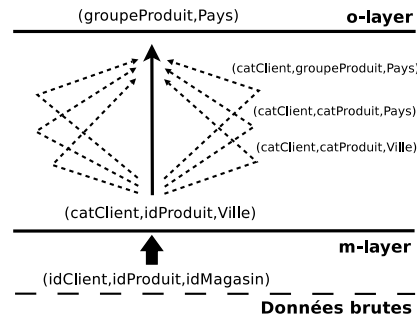 (groupeProduit,Pays)
o-layer
(catClient,groupeProduit,Pays)
(catClient,catProduit,Pays)
(catClient,catProduit,Ville)
(catClient,idProduit,Ville)
m-layer
(idClient,idProduit,idMagasin)
Données brutes